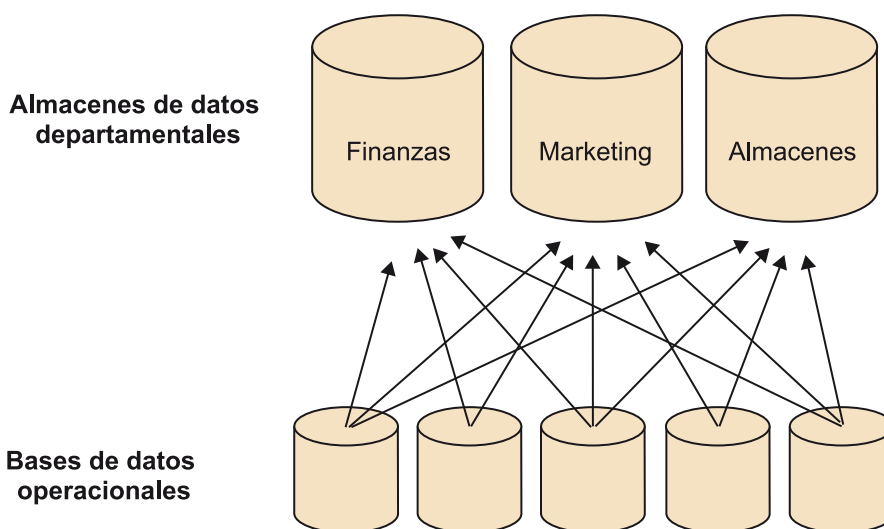 Almacenes de datos
departamentales
Finanzas
Marketing
Almacenes
Bases de datos
operacionales